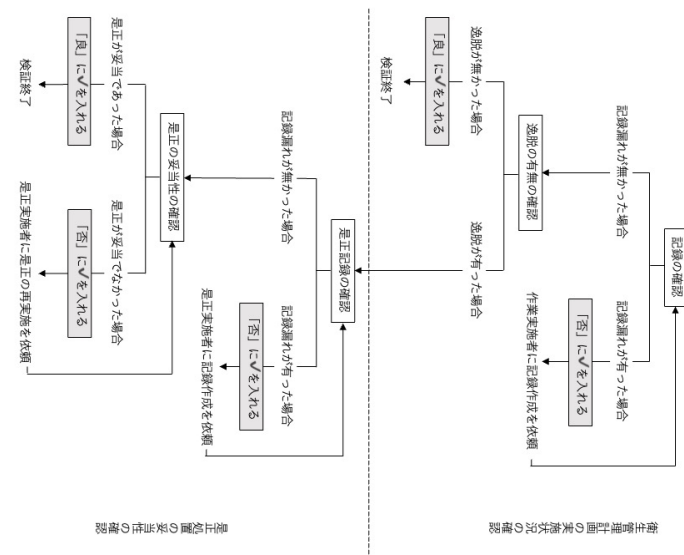 衛生管理計画の実施状況の確認
記録の確認
記録漏れが無かった場合
記録漏れが有った場合
「否」に✔を入れる
作業実施者に記録作成を依頼
逸脱の有無の確認
逸脱が無かった場合
逸脱が有った場合
「良」に✔を入れる
検証終了
是正処置の妥当性の確認
是正記録の確認
記録漏れが無かった場合
記録漏れが有った場合
「否」に✔を入れる
是正実施者に記録作成を依頼
是正の妥当性の確認
是正が妥当であった場合
是正が妥当でなかった場合
「良」に✔を入れる
「否」に✔を入れる
検証終了
是正実施者に是正の再実施を依頼